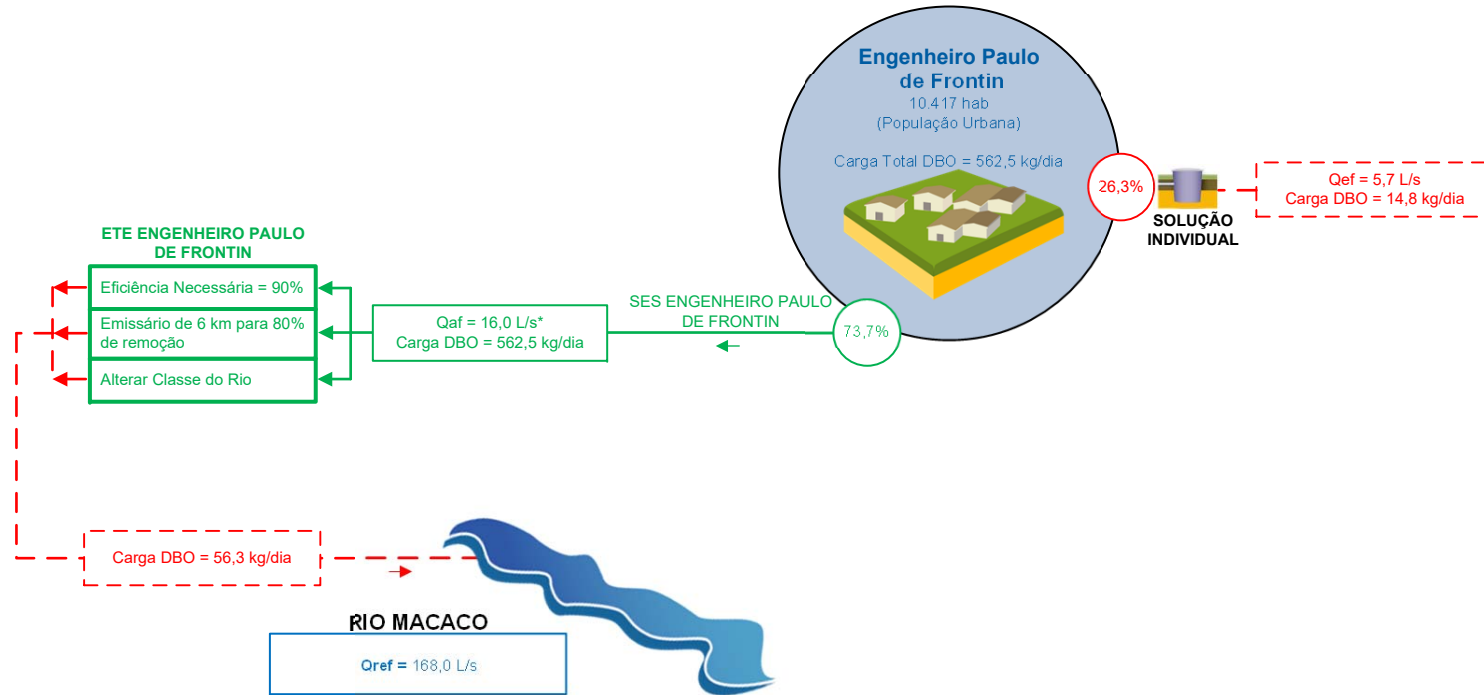 Engenheiro Paulo
de Frontin
10.417 hab
(População Urbana)
Carga Total DBO = 562,5 kg/dia
26,3%
SOLUÇÃO
INDIVIDUAL
Qef = 5,7 L/s
Carga DBO = 14,8 kg/dia
73,7%
SES ENGENHEIRO PAULO
DE FRONTIN
Qaf = 16,0 L/s*
Carga DBO = 562,5 kg/dia
ETE ENGENHEIRO PAULO
DE FRONTIN
Eficiência Necessária = 90%
Emissário de 6 km para 80%
de remoção
Alterar Classe do Rio
Carga DBO = 56,3 kg/dia
RIO MACACO
Qref = 168,0 L/s